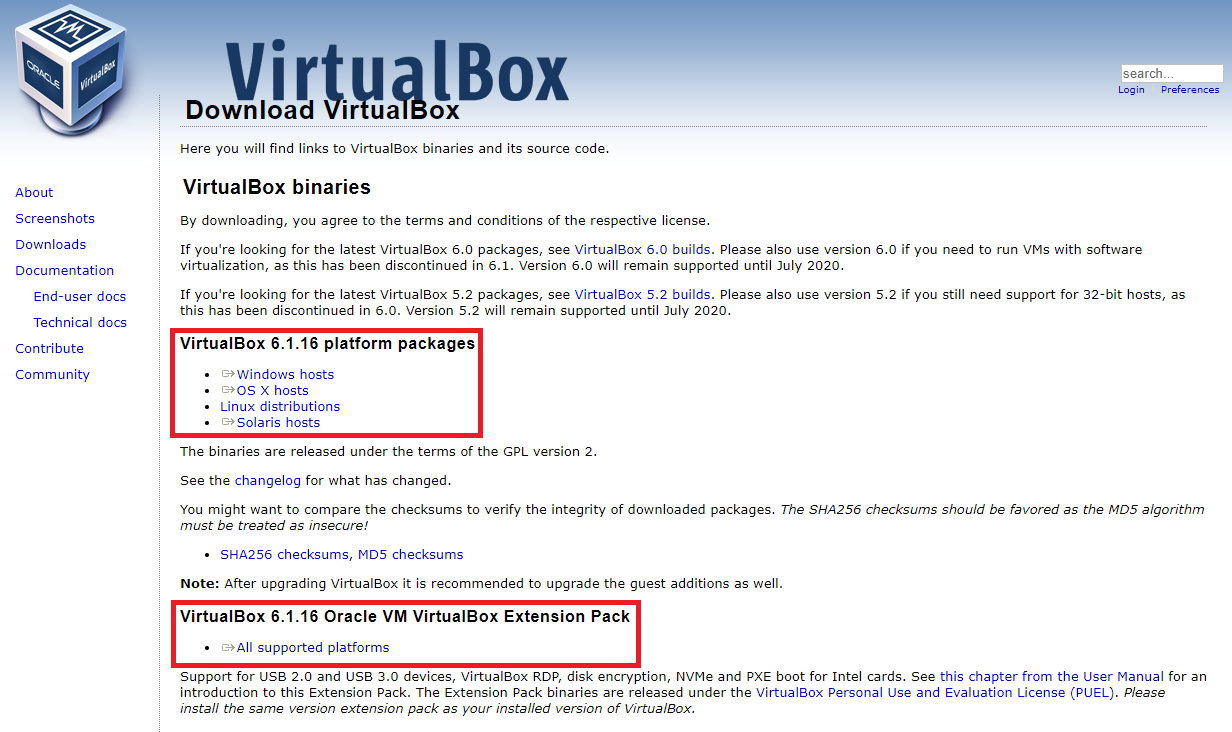 ORACLE
VirtualBox
VirtualBox
search...
Login Preferences
Download VirtualBox
Here you will find links to VirtualBox binaries and its source code.
About
Screenshots
Downloads
Documentation
End-user docs
Technical docs
Contribute
Community
VirtualBox binaries
By downloading, you agree to the terms and conditions of the respective license.
If you're looking for the latest VirtualBox 6.0 packages, see VirtualBox 6.0 builds. Please also use version 6.0 if you need to run VMs with software
virtualization, as this has been discontinued in 6.1. Version 6.0 will remain supported until July 2020.
If you're looking for the latest VirtualBox 5.2 packages, see VirtualBox 5.2 builds. Please also use version 5.2 if you still need support for 32-bit hosts, as
this has been discontinued in 6.0. Version 5.2 will remain supported until July 2020.
VirtualBox 6.1.16 platform packages
• Windows hosts
• OS X hosts
• Linux distributions
• Solaris hosts
The binaries are released under the terms of the GPL version 2.
See the changelog for what has changed.
You might want to compare the checksums to verify the integrity of downloaded packages. The SHA256 checksums should be favored as the MD5 algorithm
must be treated as insecure!
• SHA256 checksums, MD5 checksums
Note: After upgrading VirtualBox it is recommended to upgrade the guest additions as well.
VirtualBox 6.1.16 Oracle VM VirtualBox Extension Pack
• All supported platforms
Support for USB 2.0 and USB 3.0 devices, VirtualBox RDP, disk encryption, NVMe and PXE boot for Intel cards. See this chapter from the User Manual for an
introduction to this Extension Pack. The Extension Pack binaries are released under the VirtualBox Personal Use and Evaluation License (PUEL). Please
install the same version extension pack as your installed version of VirtualBox.